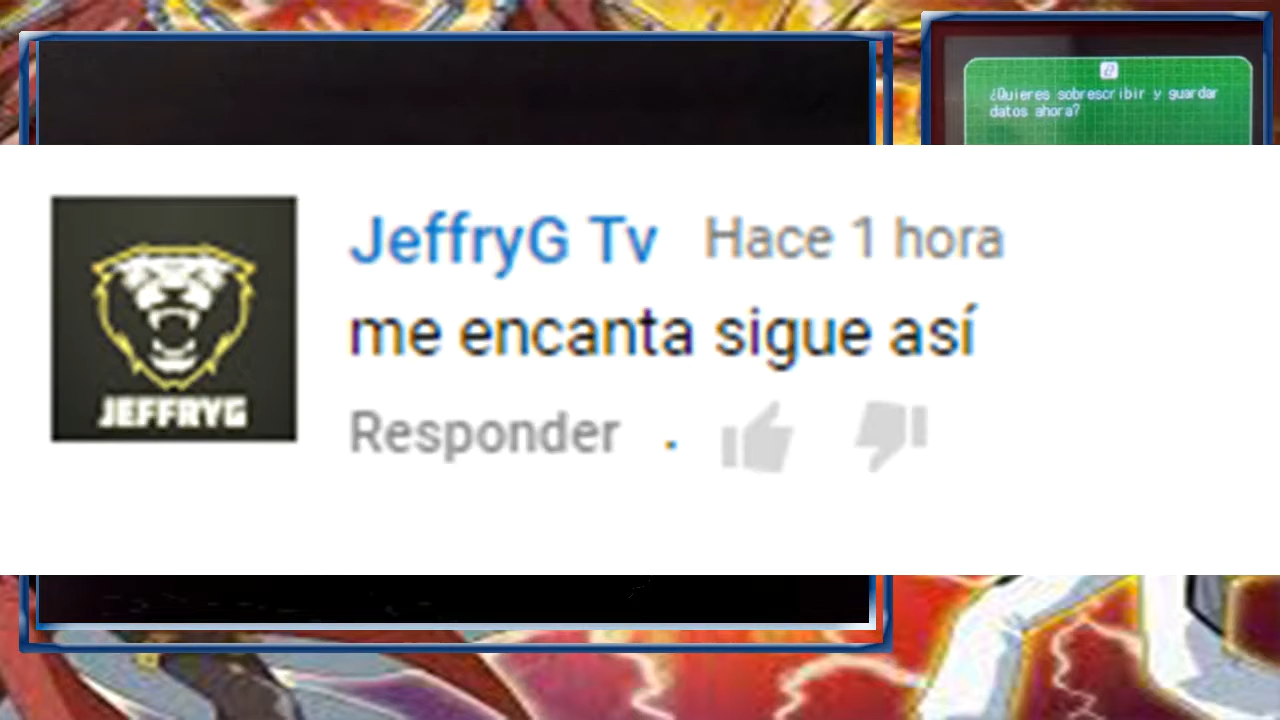 ¿Quieres sobrescribir y guardar
datos ahora?
JeffryG Tv Hace 1 hora
me encanta sigue así
Responder .
JEFFRYG